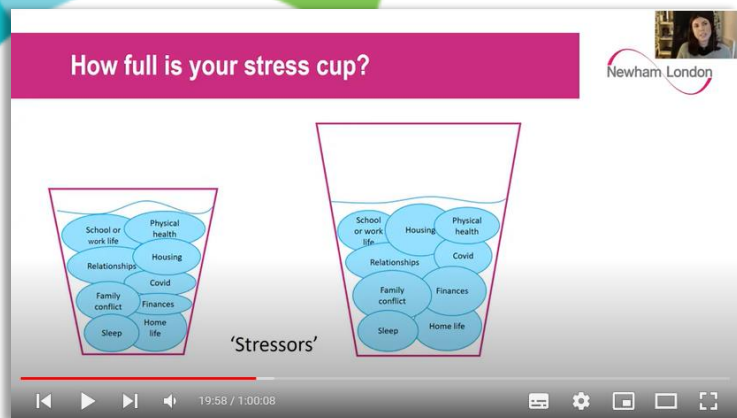 How full is your stress cup?
Newham London
School or
work life
Physical
health
Relationships
Housing
Covid
Family
conflict
Finances
Sleep
Home
life
'Stressors'
School
or work
life
Housing
Physical
health
Relationships
Covid
Family
conflict
Finances
Sleep
Home life
19:58 / 1:00:08